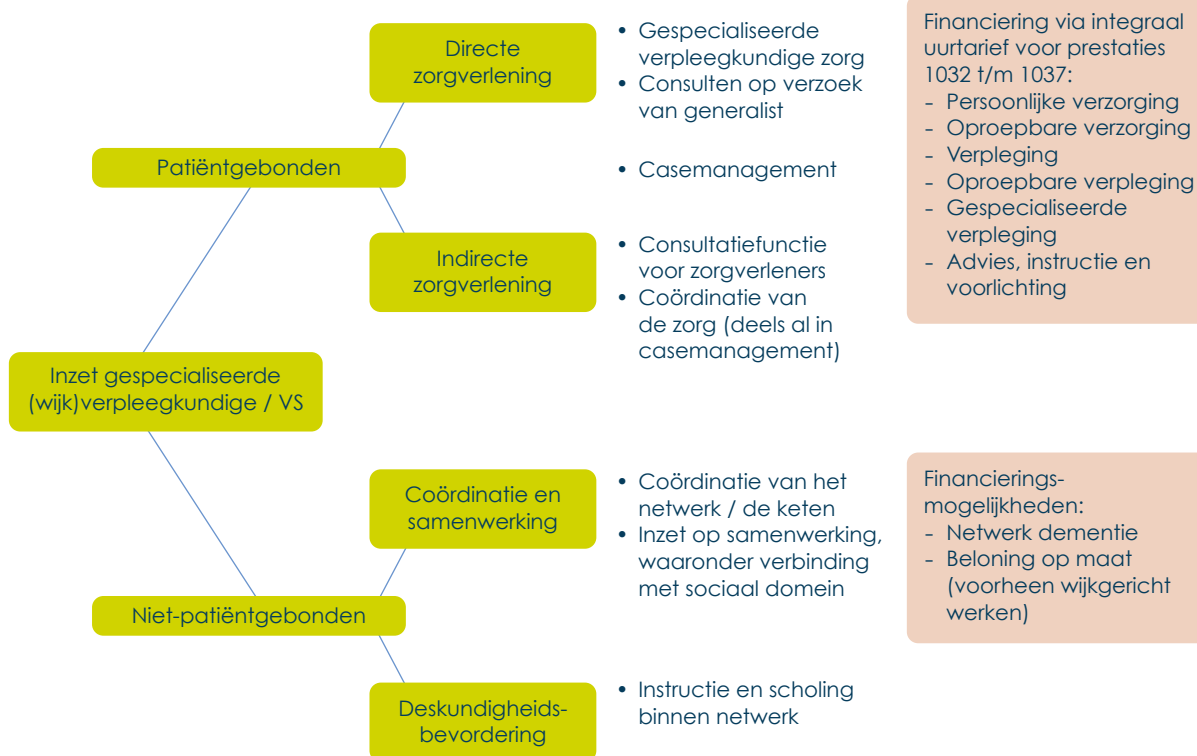 Directe
zorgverlening
• Gespecialiseerde
verpleegkundige zorg
• Consulten op verzoek
van generalist
Patiëntgebonden
• Casemanagement
Indirecte
zorgverlening
• Consultatiefunctie
voor zorgverleners
• Coördinatie van
de zorg (deels al in
casemanagement)
Financiering via integraal
uurtarief voor prestaties
1032 t/m 1037:
- Persoonlijke verzorging
- Oproepbare verzorging
- Verpleging
- Oproepbare verpleging
- Gespecialiseerde
verpleging
- Advies, instructie en
voorlichting
Inzet gespecialiseerde
(wijk)verpleegkundige / VS
Coördinatie en
samenwerking
• Coördinatie van het
netwerk / de keten
• Inzet op samenwerking,
waaronder verbinding
met sociaal domein
Financierings-
mogelijkheden:
- Netwerk dementie
- Beloning op maat
(voorheen wijkgericht
werken)
Niet-patiëntgebonden
Deskundigheids-
bevordering
• Instructie en scholing
binnen netwerk